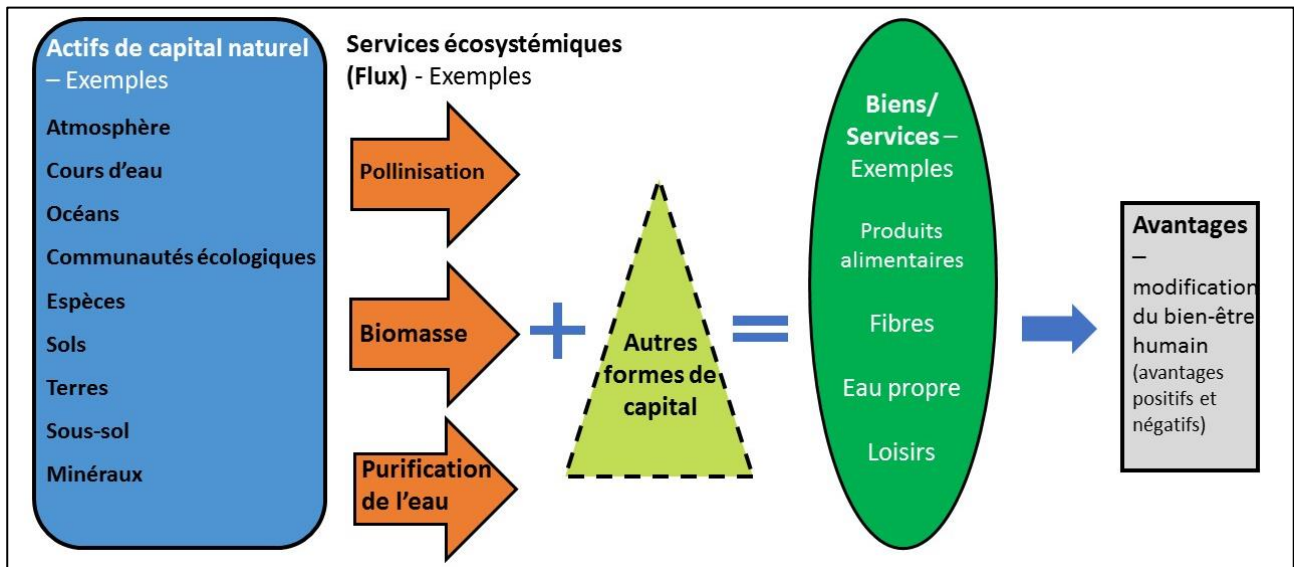 Actifs de capital naturel
– Exemples
Atmosphère
Cours d’eau
Océans
Communautés écologiques
Espèces
Sols
Terres
Sous-sol
Minéraux
Services écosystémiques
(Flux) - Exemples
Pollinisation
Biomasse
Purification
de l’eau
+
Autres
formes de
capital
=
Biens/
Services –
Exemples
Produits
alimentaires
Fibres
Eau propre
Loisirs
Avantages
–
modification
du bien-être
humain
(avantages
positifs et
négatifs)